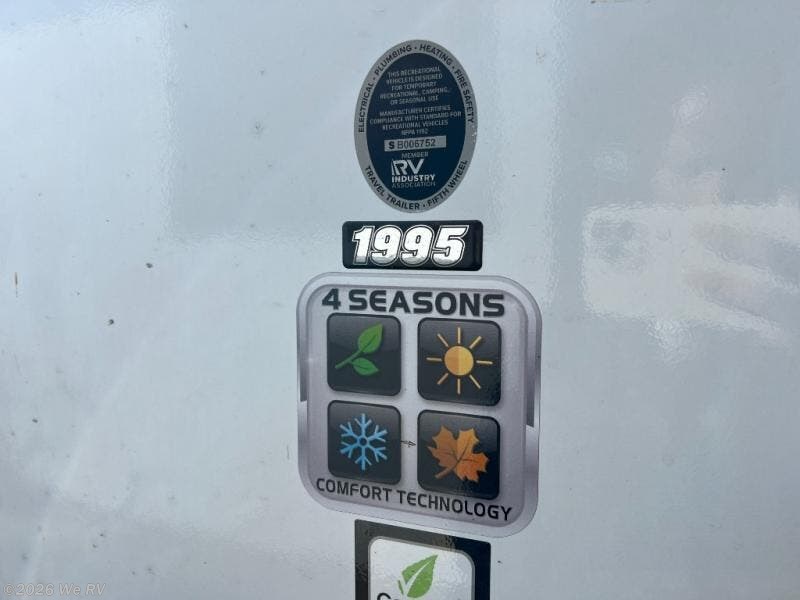 ELECTRICAL • PLUMBING • HEATING • FIRE SAFETY
THIS RECREATIONAL
VEHICLE IS DESIGNED
FOR TEMPORARY
RECREATIONAL, CAMPING,
OR SEASONAL USE
MANUFACTURER CERTIFIES
COMPLIANCE WITH STANDARD FOR
RECREATIONAL VEHICLES
NFPA 1192
S B006752
MEMBER
RV
INDUSTRY
ASSOCIATION
TRAVEL TRAILER • FIFTH WHEEL
1995
4 SEASONS
COMFORT TECHNOLOGY
©2026 We RV